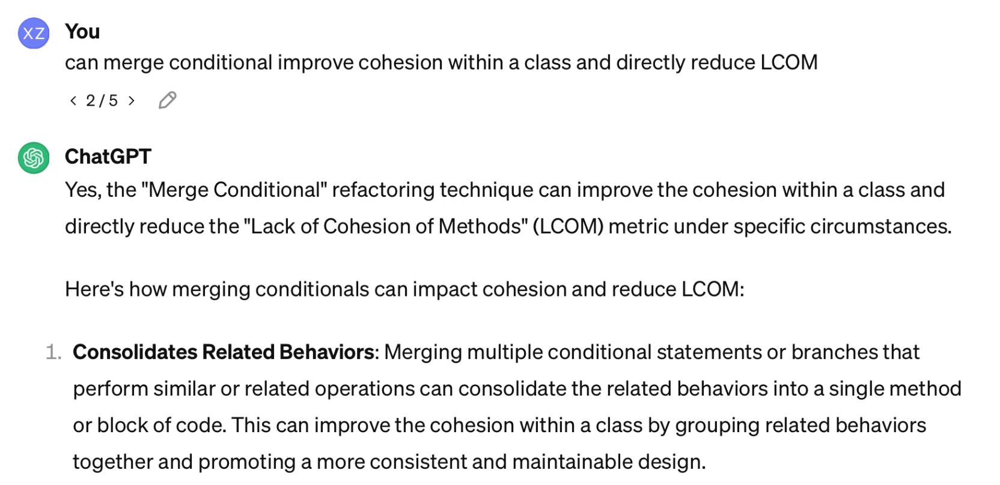 XZ You
can merge conditional improve cohesion within a class and directly reduce LCOM
< 2 / 5 >
ChatGPT
Yes, the "Merge Conditional" refactoring technique can improve the cohesion within a class and
directly reduce the "Lack of Cohesion of Methods" (LCOM) metric under specific circumstances.
Here's how merging conditionals can impact cohesion and reduce LCOM:
1. Consolidates Related Behaviors: Merging multiple conditional statements or branches that
perform similar or related operations can consolidate the related behaviors into a single method
or block of code. This can improve the cohesion within a class by grouping related behaviors
together and promoting a more consistent and maintainable design.